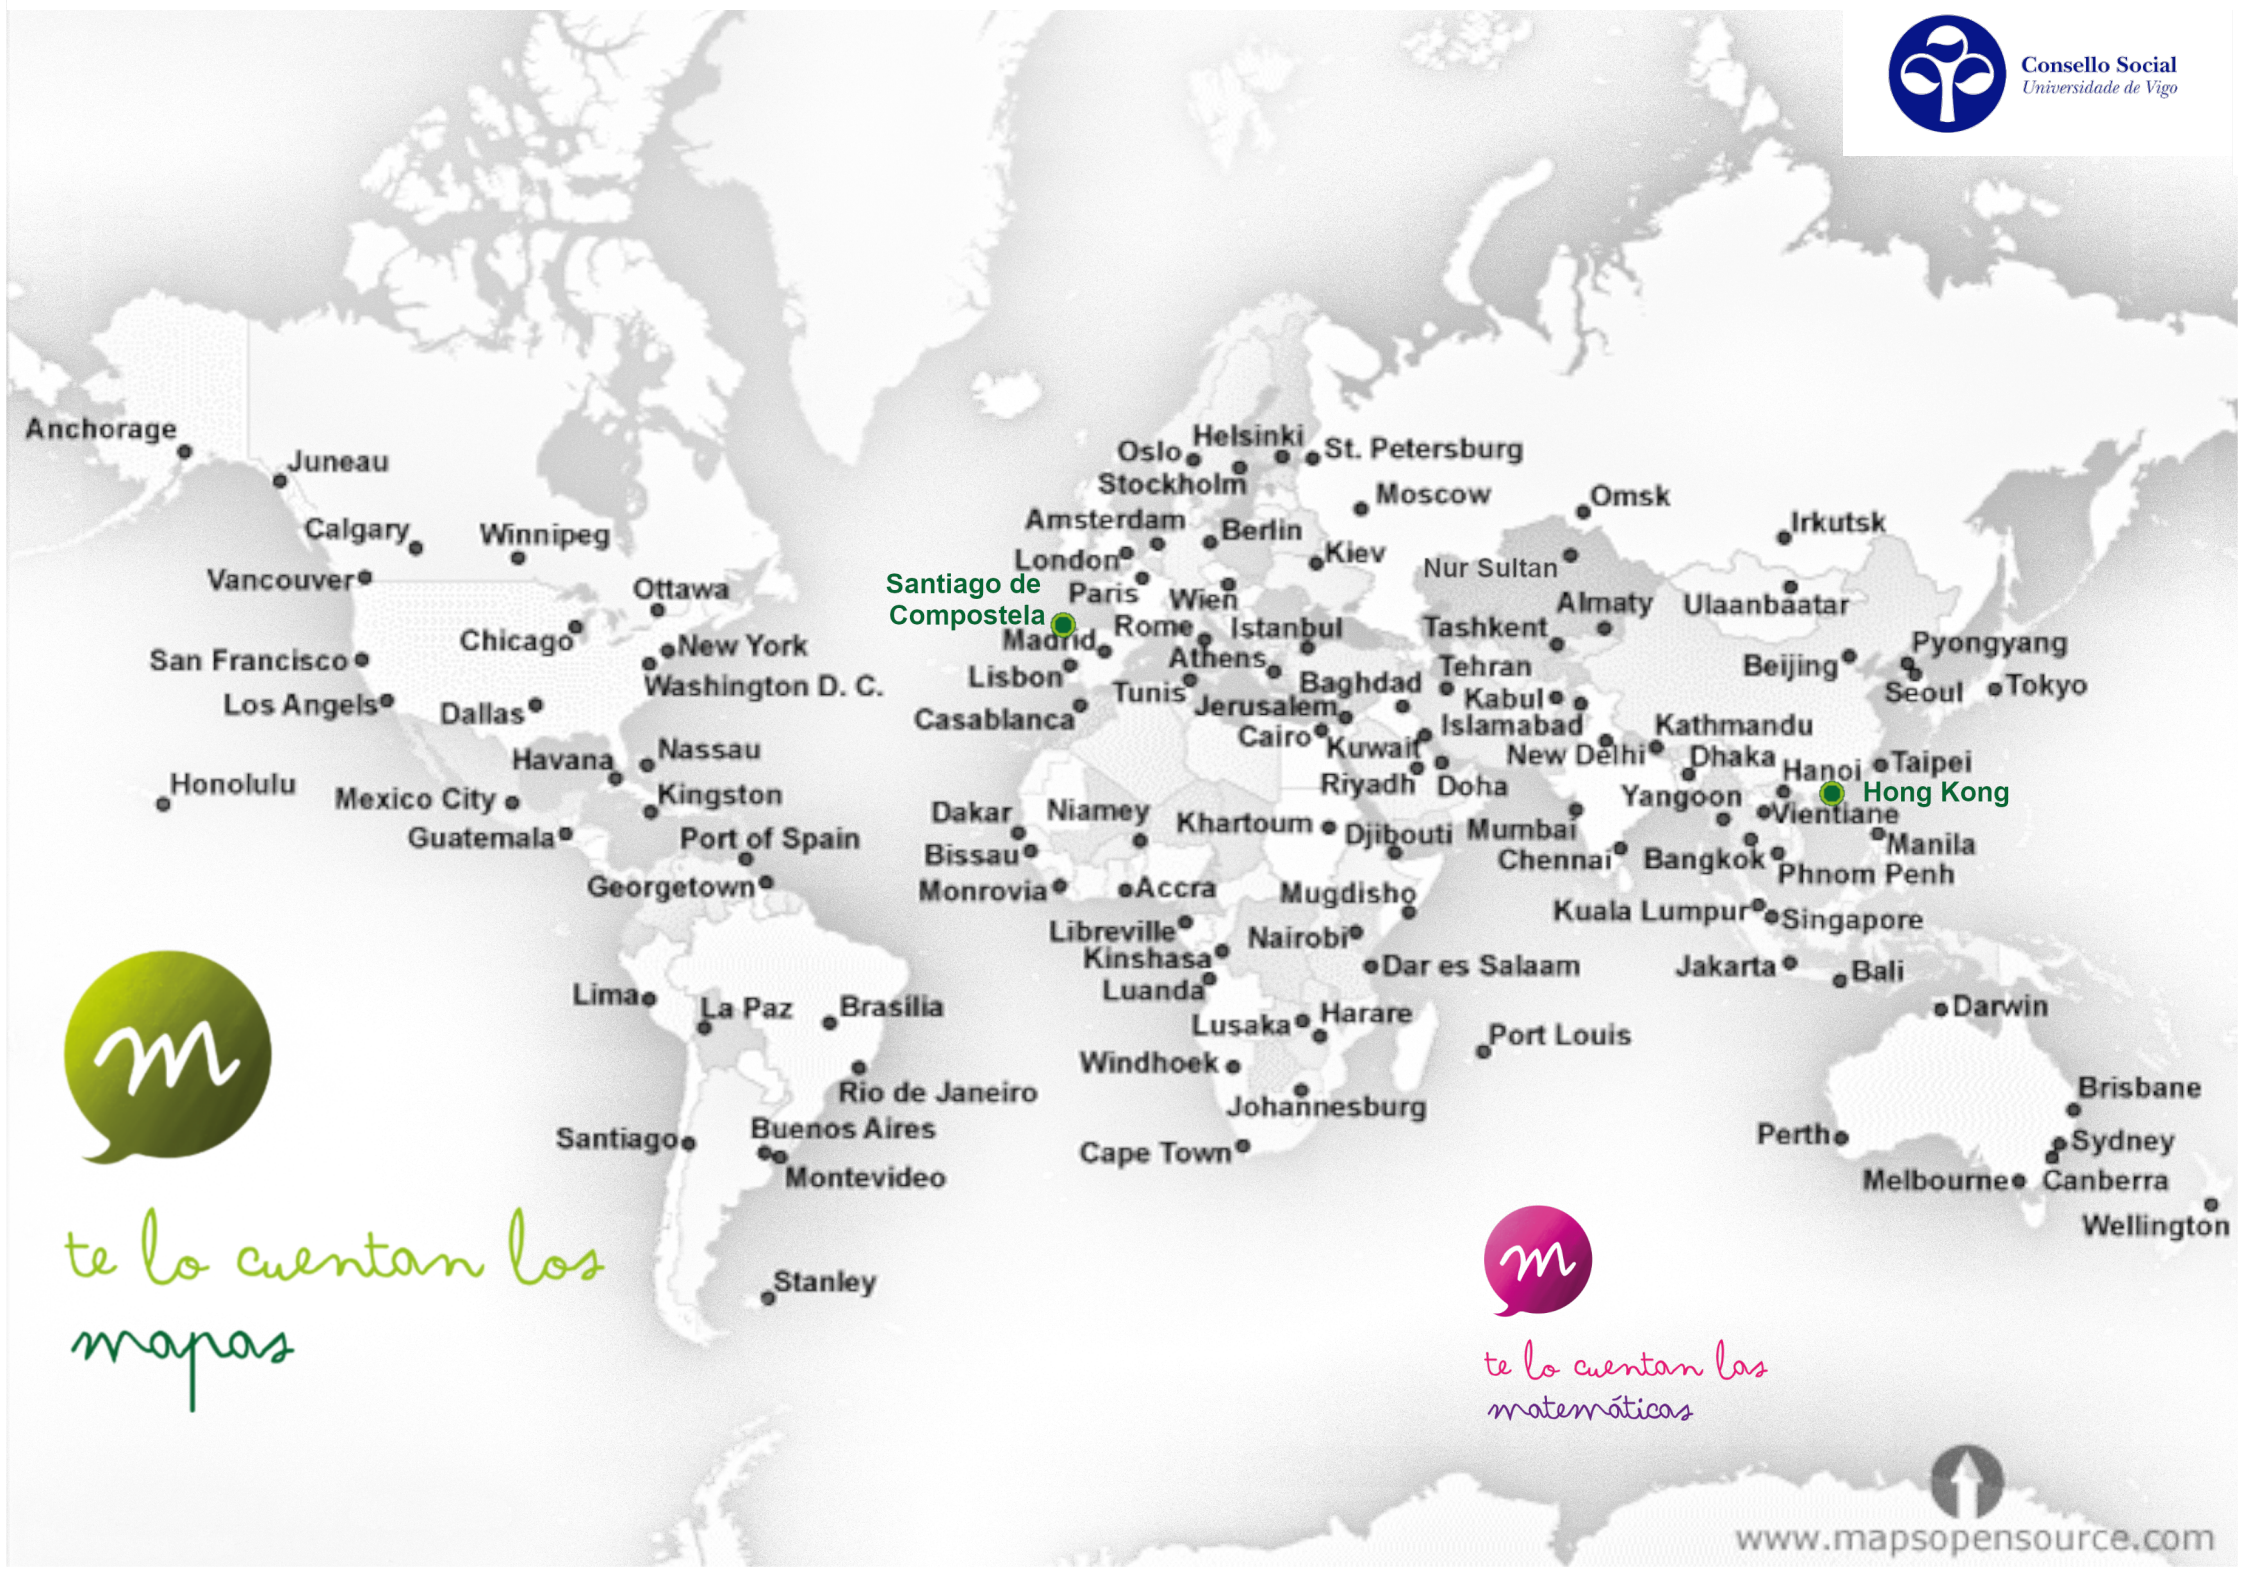 Consello Social
Universidade de Vigo
Anchorage
Juneau
Helsinki
Oslo
St. Petersburg
Stockholm
Moscow
Omsk
Amsterdam
Irkutsk
Calgary
Winnipeg
Berlin
London
Kiev
Nur Sultan
Vancouver
Ottawa
Santiago de
Compostela
Paris
Wien
Almaty
Ulaanbaatar
Chicago
New York
Madrid
Rome
Istanbul
Tashkent
Pyongyang
San Francisco
Athens
Tehran
Beijing
Washington D. C.
Lisbon
Tunis
Baghdad
Kabul
Seoul
Tokyo
Los Angels
Dallas
Casablanca
Jerusalem
Islamabad
Kathmandu
Cairo
Kuwait
New Delhi
Dhaka
Havana
Nassau
Hanoi
Taipei
Honolulu
Riyadh
Doha
Yangoon
Hong Kong
Mexico City
Kingston
Dakar
Niamey
Vientiane
Guatemala
Port of Spain
Khartoum
Djibouti
Mumbai
Manila
Bissau
Chennai
Bangkok
Phnom Penh
Georgetown
Monrovia
Accra
Mugdisho
Kuala Lumpur
Singapore
Libreville
Nairobi
Kinshasa
Dar es Salaam
Jakarta
Bali
Luanda
Lima
La Paz
Brasilia
Darwin
Lusaka
Harare
Port Louis
Windhoek
Rio de Janeiro
Johannesburg
Brisbane
Santiago
Buenos Aires
Perth
Sydney
Cape Town
Montevideo
Melbourne
Canberra
Wellington
Stanley
m
te lo cuentan los
mapas
m
te lo cuentan las
matemáticas
www.mapsopensource.com